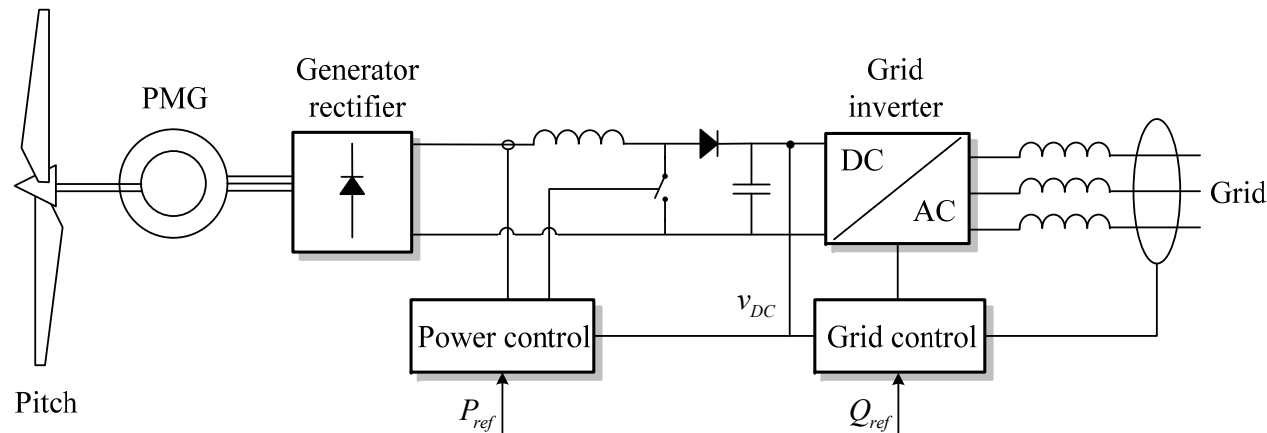 Generator
rectifier
Grid
inverter
PMG
DC
AC
Grid
v_DC
Power control
Grid control
Pitch
P_ref
Q_ref